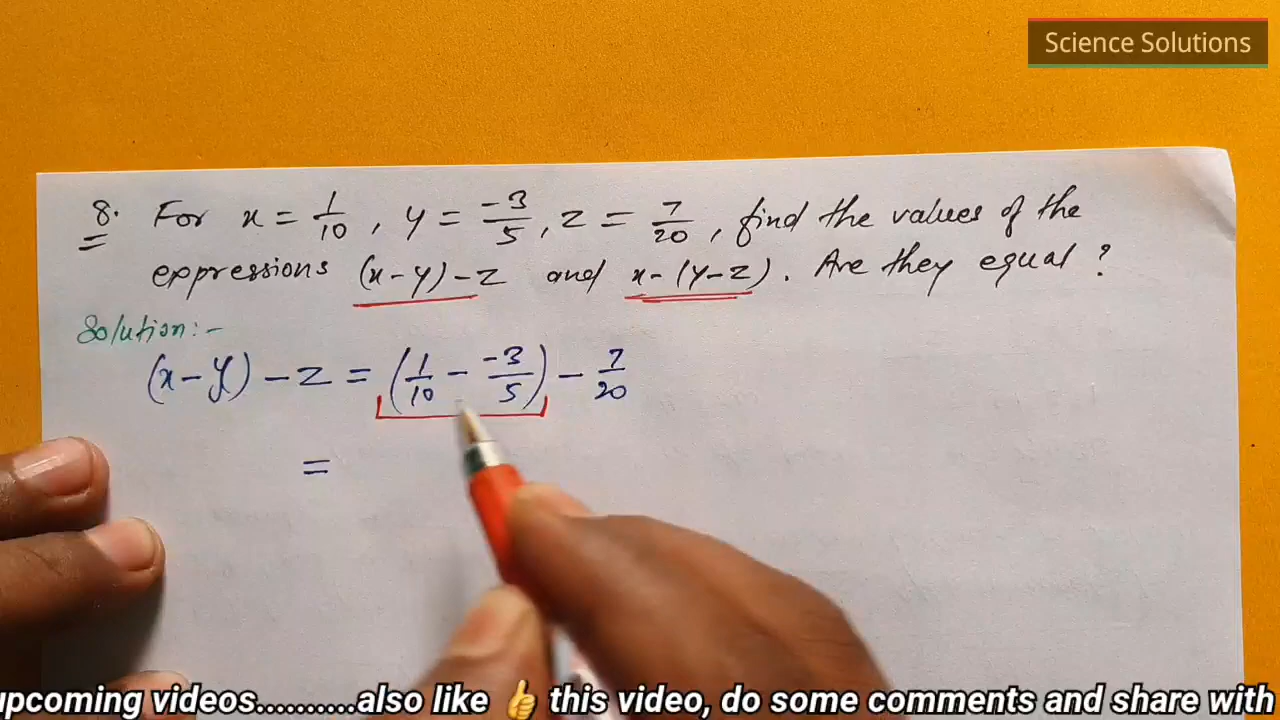 Science Solutions
8. For x = 1/10, y = -3/5, z = 7/20, find the values of the
expressions (x-y)-z and x-(y-z). Are they equal?
Solution:-
(x-y)-z = (1/10 - -3/5) - 7/20
=
upcoming videos..........also like 👍 this video, do some comments and share with